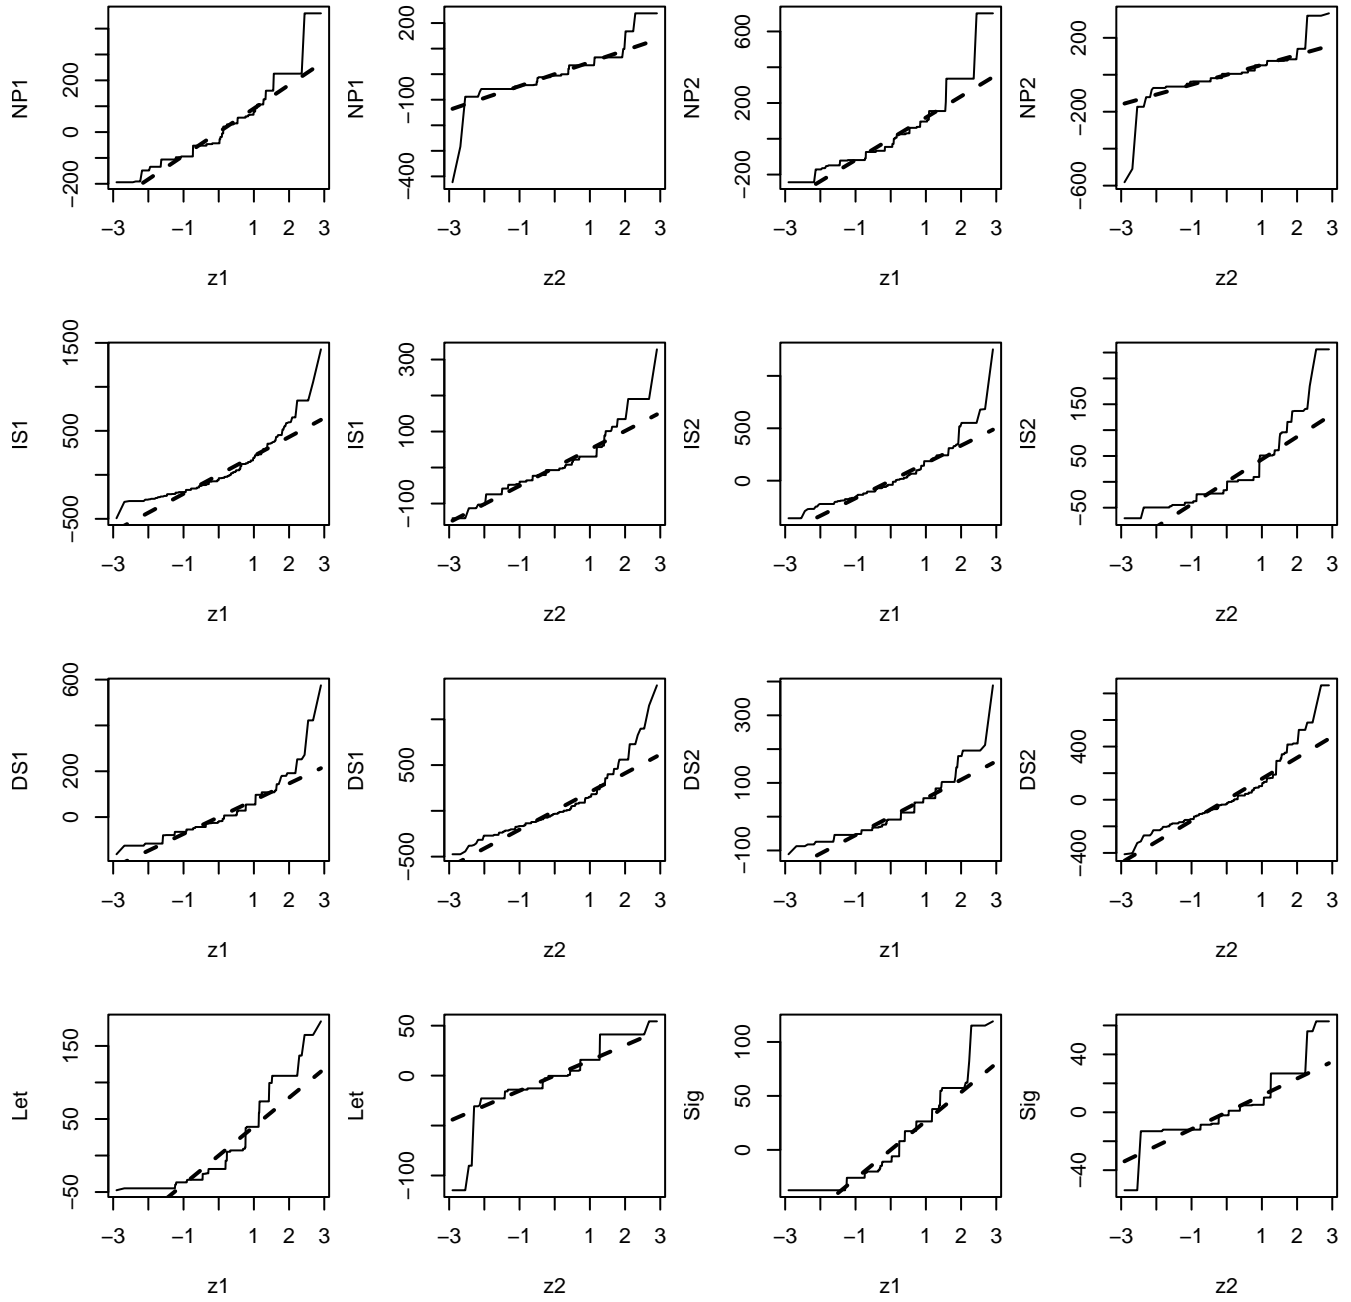 NP1
−200 0 200
−3 −1 1 2 3
z1
NP1
−400 −100 200
−3 −1 1 2 3
z2
NP2
−200 200 600
−3 −1 1 2 3
z1
NP2
−600 −200 200
−3 −1 1 2 3
z2
IS1
−500 500 1500
−3 −1 1 2 3
z1
IS1
−100 100 300
−3 −1 1 2 3
z2
IS2
0 500
−3 −1 1 2 3
z1
IS2
−50 50 150
−3 −1 1 2 3
z2
DS1
0 200 600
−3 −1 1 2 3
z1
DS1
−500 500
−3 −1 1 2 3
z2
DS2
−100 100 300
−3 −1 1 2 3
z1
DS2
−400 0 400
−3 −1 1 2 3
z2
Let
−50 50 150
−3 −1 1 2 3
z1
Let
−100 0 50
−3 −1 1 2 3
z2
Sig
0 50 100
−3 −1 1 2 3
z1
Sig
−40 0 40
−3 −1 1 2 3
z2